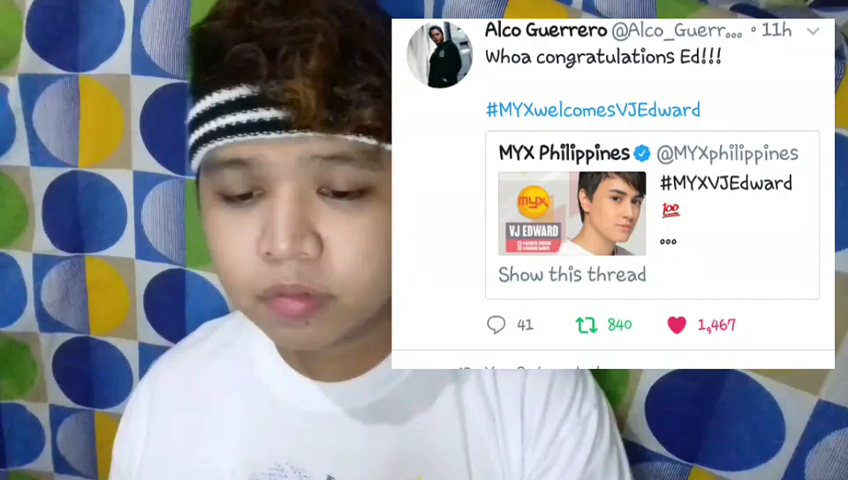 Alco Guerrero @Alco_Guerr... • 11h
Whoa congratulations Ed!!!
#MYXwelcomesVJEdward
MYX Philippines @MYXphilippines
#MYXVJEdward
💯
...
myx
VJ EDWARD
Show this thread
41 840 1,467